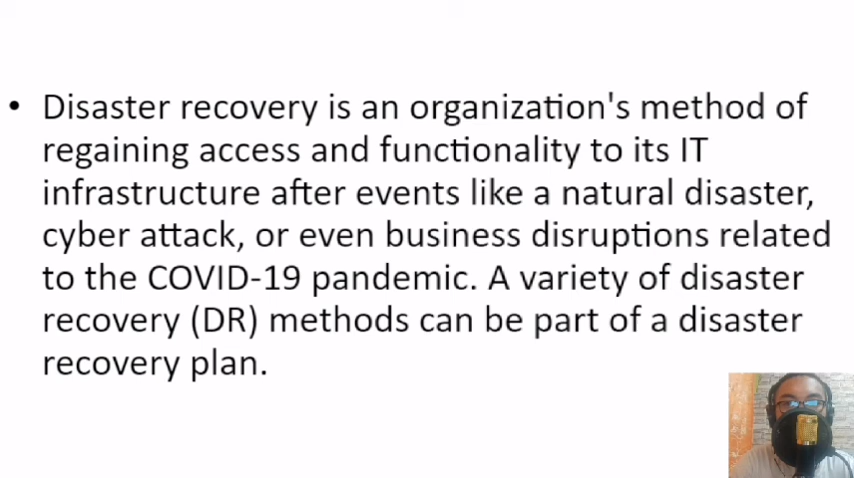 • Disaster recovery is an organization's method of
regaining access and functionality to its IT
infrastructure after events like a natural disaster,
cyber attack, or even business disruptions related
to the COVID-19 pandemic. A variety of disaster
recovery (DR) methods can be part of a disaster
recovery plan.